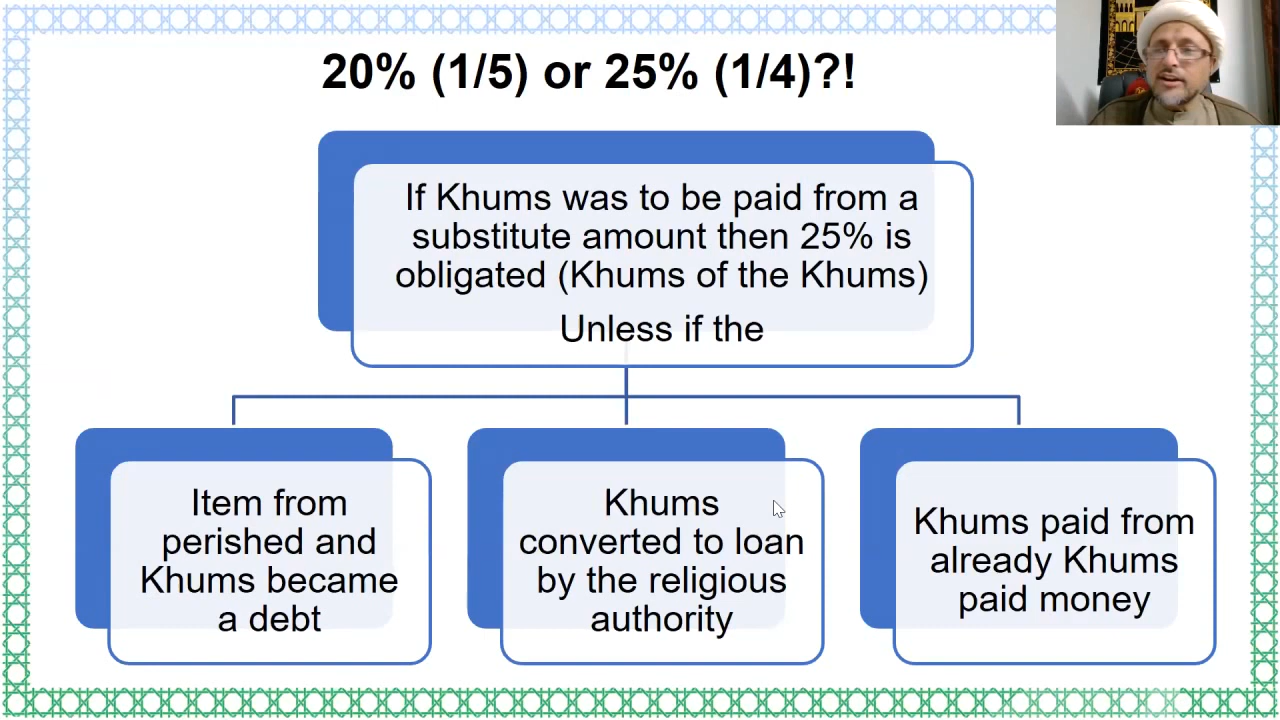 20% (1/5) or 25% (1/4)?!
If Khums was to be paid from a
substitute amount then 25% is
obligated (Khums of the Khums)
Unless if the
Item from
perished and
Khums became
a debt
Khums
converted to loan
by the religious
authority
Khums paid from
already Khums
paid money